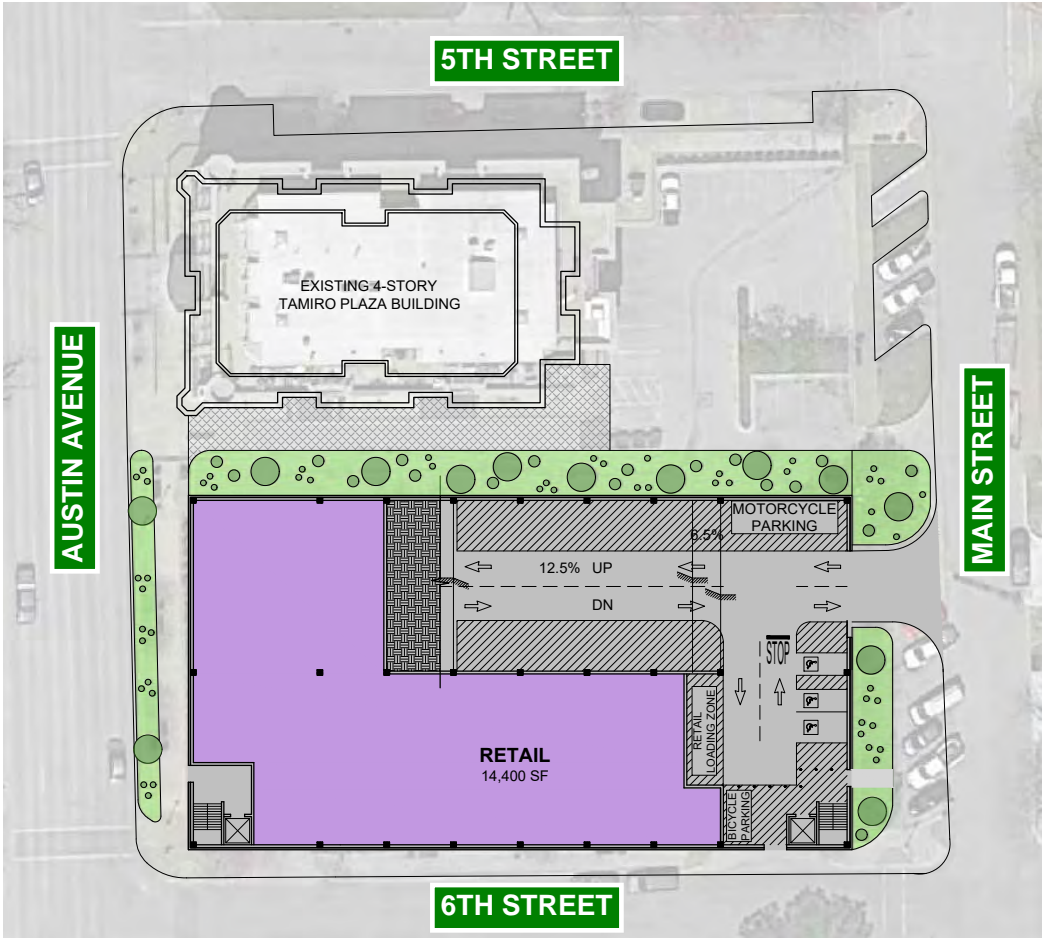 5TH STREET
EXISTING 4-STORY
TAMIRO PLAZA BUILDING
AUSTIN AVENUE
MAIN STREET
MOTORCYCLE
PARKING
6.5%
12.5% UP
DN
STOP
RETAIL
LOADING ZONE
RETAIL
14,400 SF
BICYCLE
PARKING
6TH STREET